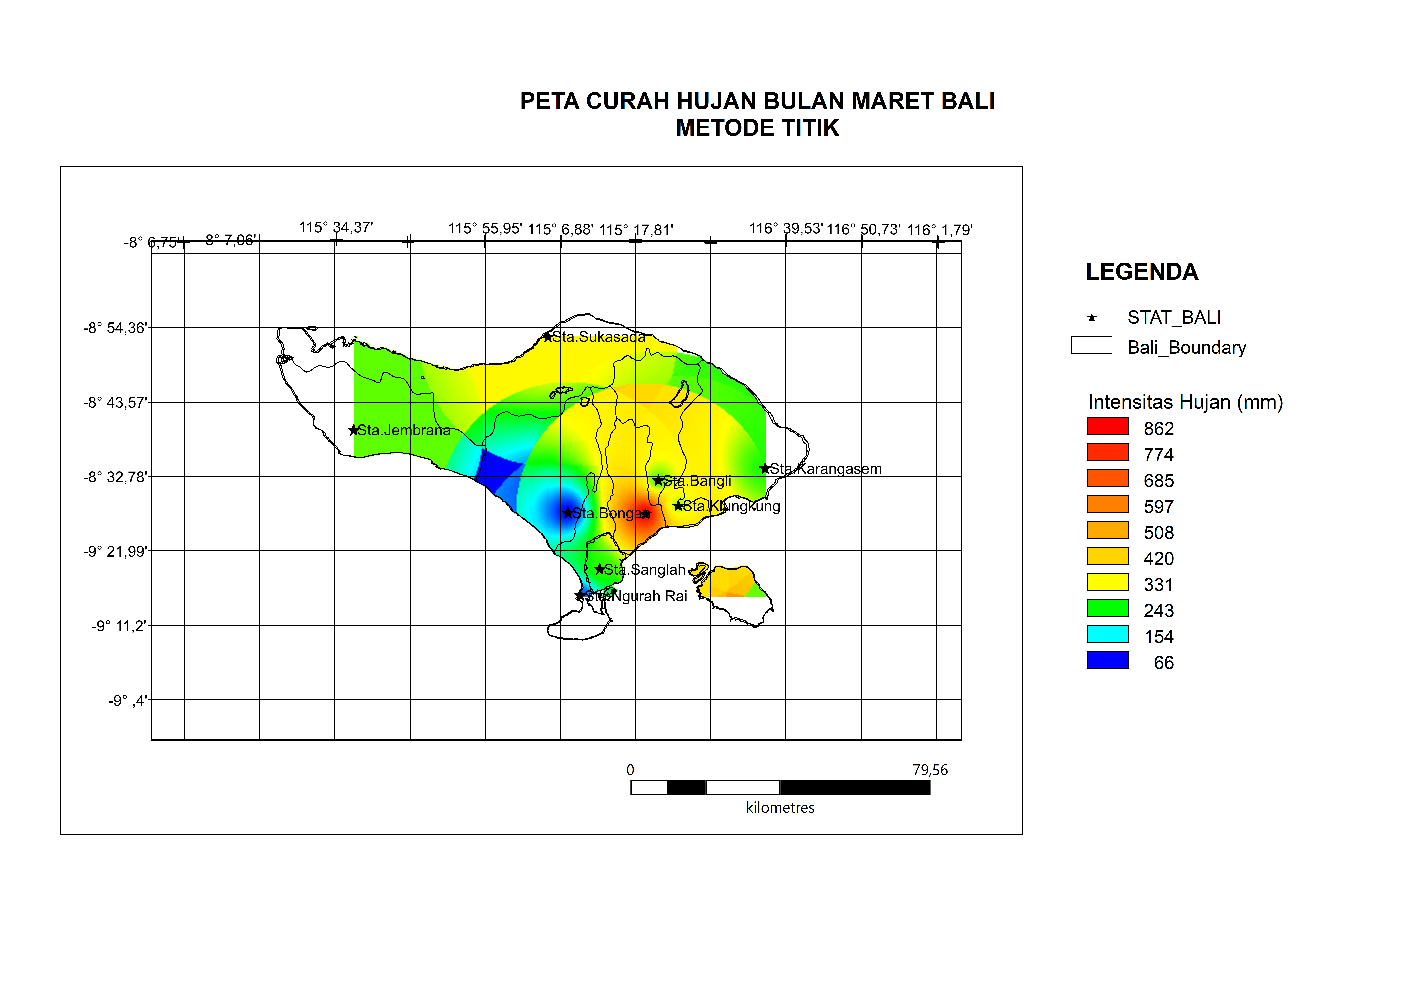 PETA CURAH HUJAN BULAN MARET BALI
METODE TITIK
-8° 6,75'
8° 7,06'
115° 34,37'
115° 55,95'
115° 6,88'
115° 17,81'
116° 39,53'
116° 50,73'
116° 1,79'
-8° 54,36'
-8° 43,57'
-8° 32,78'
-9° 21,99'
-9° 11,2'
-9° ,4'
Sta.Sukasada
Sta.Jembrana
Sta.Karangasem
Sta.Bangli
Sta.Klungkung
Sta.Sanglah
Ngurah Rai
0
79,56
kilometres
LEGENDA
STAT_BALI
Bali_Boundary
Intensitas Hujan (mm)
862
774
685
597
508
420
331
243
154
66